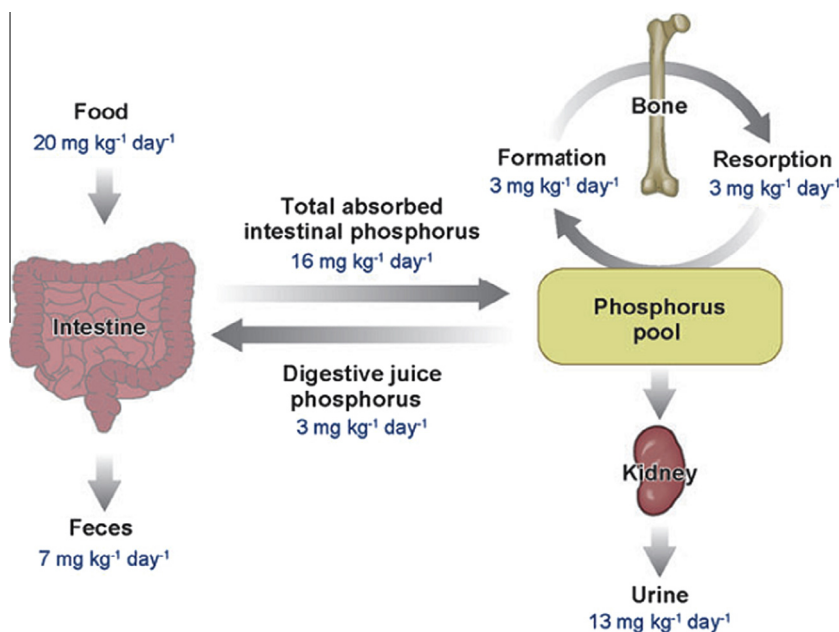 Food
20 mg kg⁻¹ day⁻¹
Bone
Formation
3 mg kg⁻¹ day⁻¹
Resorption
3 mg kg⁻¹ day⁻¹
Total absorbed
intestinal phosphorus
16 mg kg⁻¹ day⁻¹
Intestine
Phosphorus
pool
Digestive juice
phosphorus
3 mg kg⁻¹ day⁻¹
Kidney
Feces
7 mg kg⁻¹ day⁻¹
Urine
13 mg kg⁻¹ day⁻¹